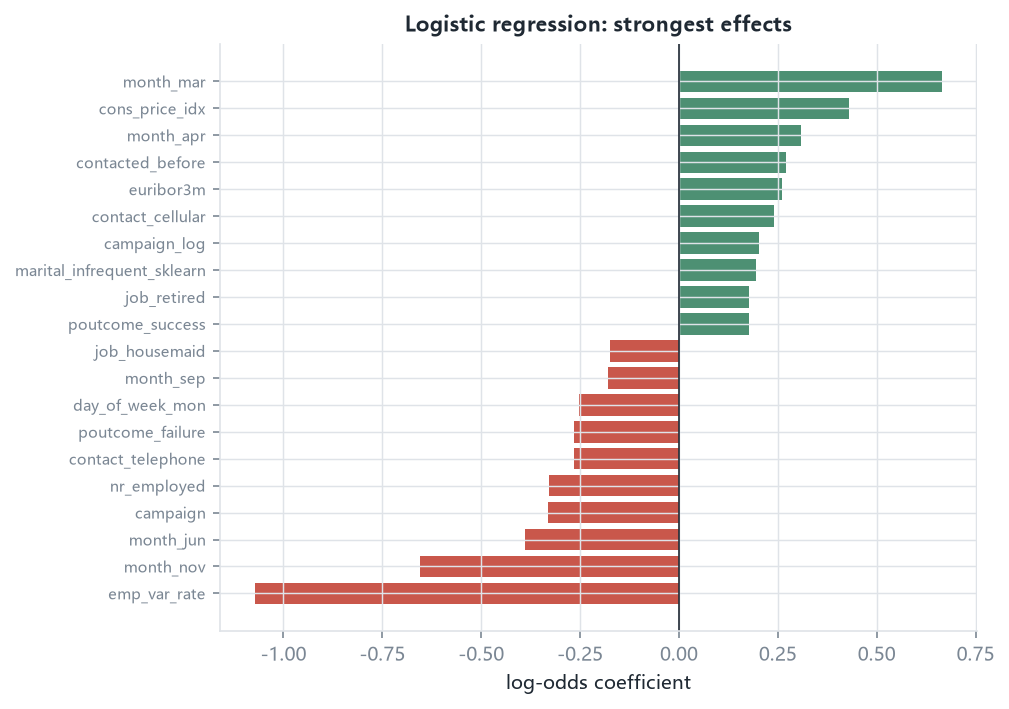 Logistic regression: strongest effects
month_mar
cons_price_idx
month_apr
contacted_before
euribor3m
contact_cellular
campaign_log
marital_infrequent_sklearn
job_retired
poutcome_success
job_housemaid
month_sep
day_of_week_mon
poutcome_failure
contact_telephone
nr_employed
campaign
month_jun
month_nov
emp_var_rate
-1.00 -0.75 -0.50 -0.25 0.00 0.25 0.50 0.75
log-odds coefficient